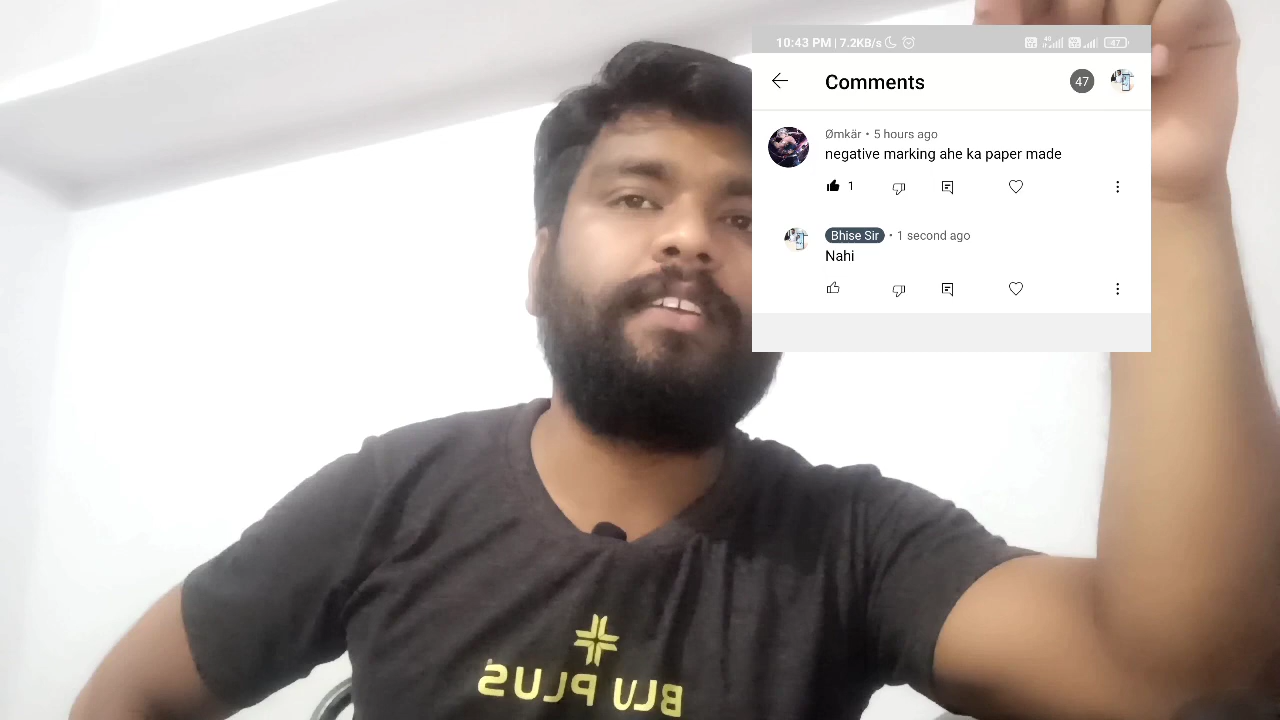 10:43 PM | 7.2KB/s
47
Comments
47
Ømkär • 5 hours ago
negative marking ahe ka paper made
1
Bhise Sir • 1 second ago
Nahi
BLU PLUS